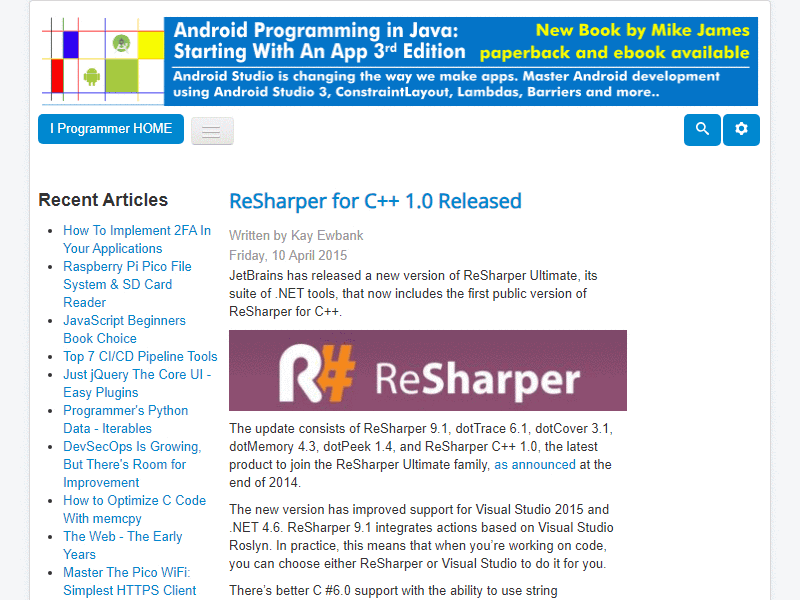 Android Programming in Java:
Starting With An App 3rd Edition
New Book by Mike James
paperback and ebook available
Android Studio is changing the way we make apps. Master Android development
using Android Studio 3, ConstraintLayout, Lambdas, Barriers and more..
I Programmer HOME
Recent Articles
How To Implement 2FA In
Your Applications
Raspberry Pi Pico File
System & SD Card
Reader
JavaScript Beginners
Book Choice
Top 7 CI/CD Pipeline Tools
Just jQuery The Core UI -
Easy Plugins
Programmer's Python
Data - Iterables
DevSecOps Is Growing,
But There's Room for
Improvement
How to Optimize C Code
With memcpy
The Web - The Early
Years
Master The Pico WiFi:
Simplest HTTPS Client
ReSharper for C++ 1.0 Released
Written by Kay Ewbank
Friday, 10 April 2015
JetBrains has released a new version of ReSharper Ultimate, its
suite of .NET tools, that now includes the first public version of
ReSharper for C++.
R# ReSharper
The update consists of ReSharper 9.1, dotTrace 6.1, dotCover 3.1,
dotMemory 4.3, dotPeek 1.4, and ReSharper C++ 1.0, the latest
product to join the ReSharper Ultimate family, as announced at the
end of 2014.
The new version has improved support for Visual Studio 2015 and
.NET 4.6. ReSharper 9.1 integrates actions based on Visual Studio
Roslyn. In practice, this means that when you're working on code,
you can choose either ReSharper or Visual Studio to do it for you.
There's better C #6.0 support with the ability to use string